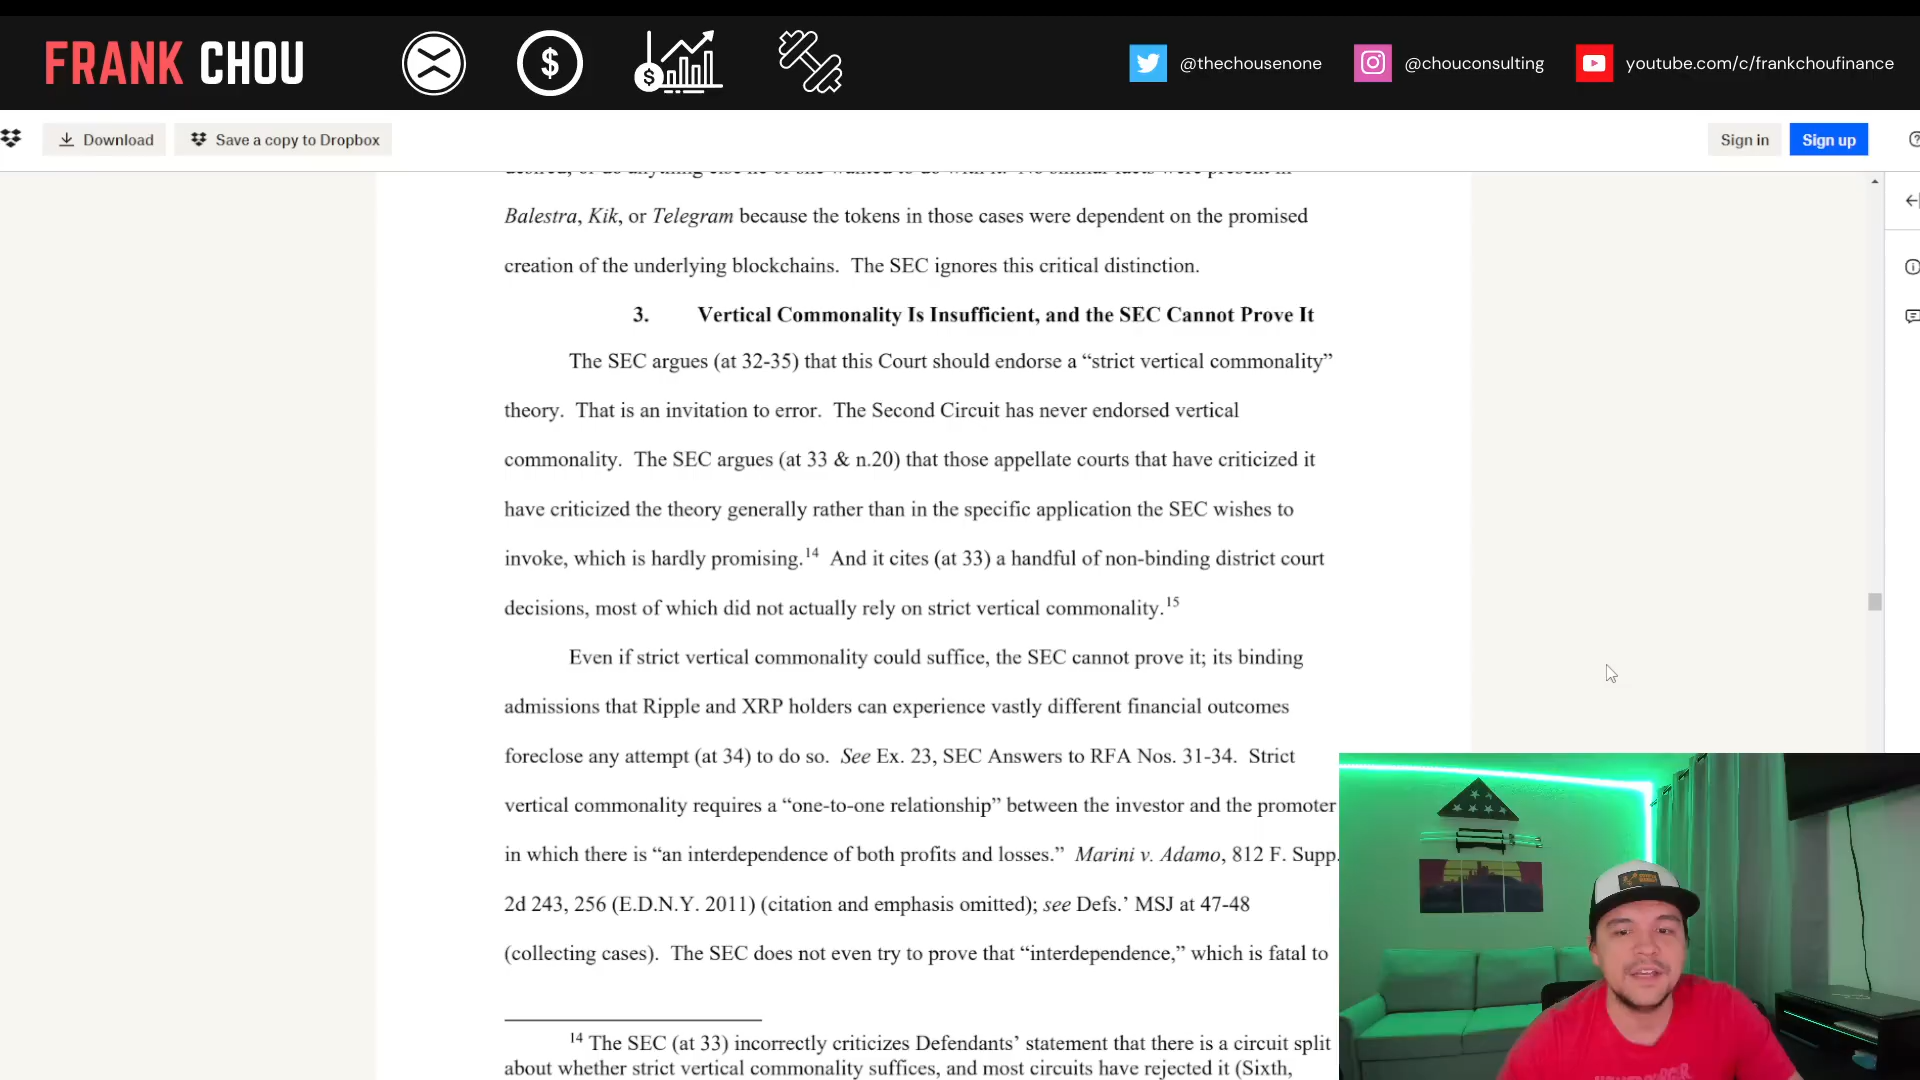 FRANK CHOU
@thechousenone
@chouconsulting
youtube.com/c/frankchoufinance
Download
Save a copy to Dropbox
Sign in
Sign up
Balestra, Kik, or Telegram because the tokens in those cases were dependent on the promised
creation of the underlying blockchains. The SEC ignores this critical distinction.
3. Vertical Commonality Is Insufficient, and the SEC Cannot Prove It
The SEC argues (at 32-35) that this Court should endorse a “strict vertical commonality”
theory. That is an invitation to error. The Second Circuit has never endorsed vertical
commonality. The SEC argues (at 33 & n.20) that those appellate courts that have criticized it
have criticized the theory generally rather than in the specific application the SEC wishes to
invoke, which is hardly promising.14 And it cites (at 33) a handful of non-binding district court
decisions, most of which did not actually rely on strict vertical commonality.15
Even if strict vertical commonality could suffice, the SEC cannot prove it; its binding
admissions that Ripple and XRP holders can experience vastly different financial outcomes
foreclose any attempt (at 34) to do so. See Ex. 23, SEC Answers to RFA Nos. 31-34. Strict
vertical commonality requires a “one-to-one relationship” between the investor and the promoter
in which there is “an interdependence of both profits and losses.” Marini v. Adamo, 812 F. Supp.
2d 243, 256 (E.D.N.Y. 2011) (citation and emphasis omitted); see Defs.’ MSJ at 47-48
(collecting cases). The SEC does not even try to prove that “interdependence,” which is fatal to
14 The SEC (at 33) incorrectly criticizes Defendants’ statement that there is a circuit split
about whether strict vertical commonality suffices, and most circuits have rejected it (Sixth,